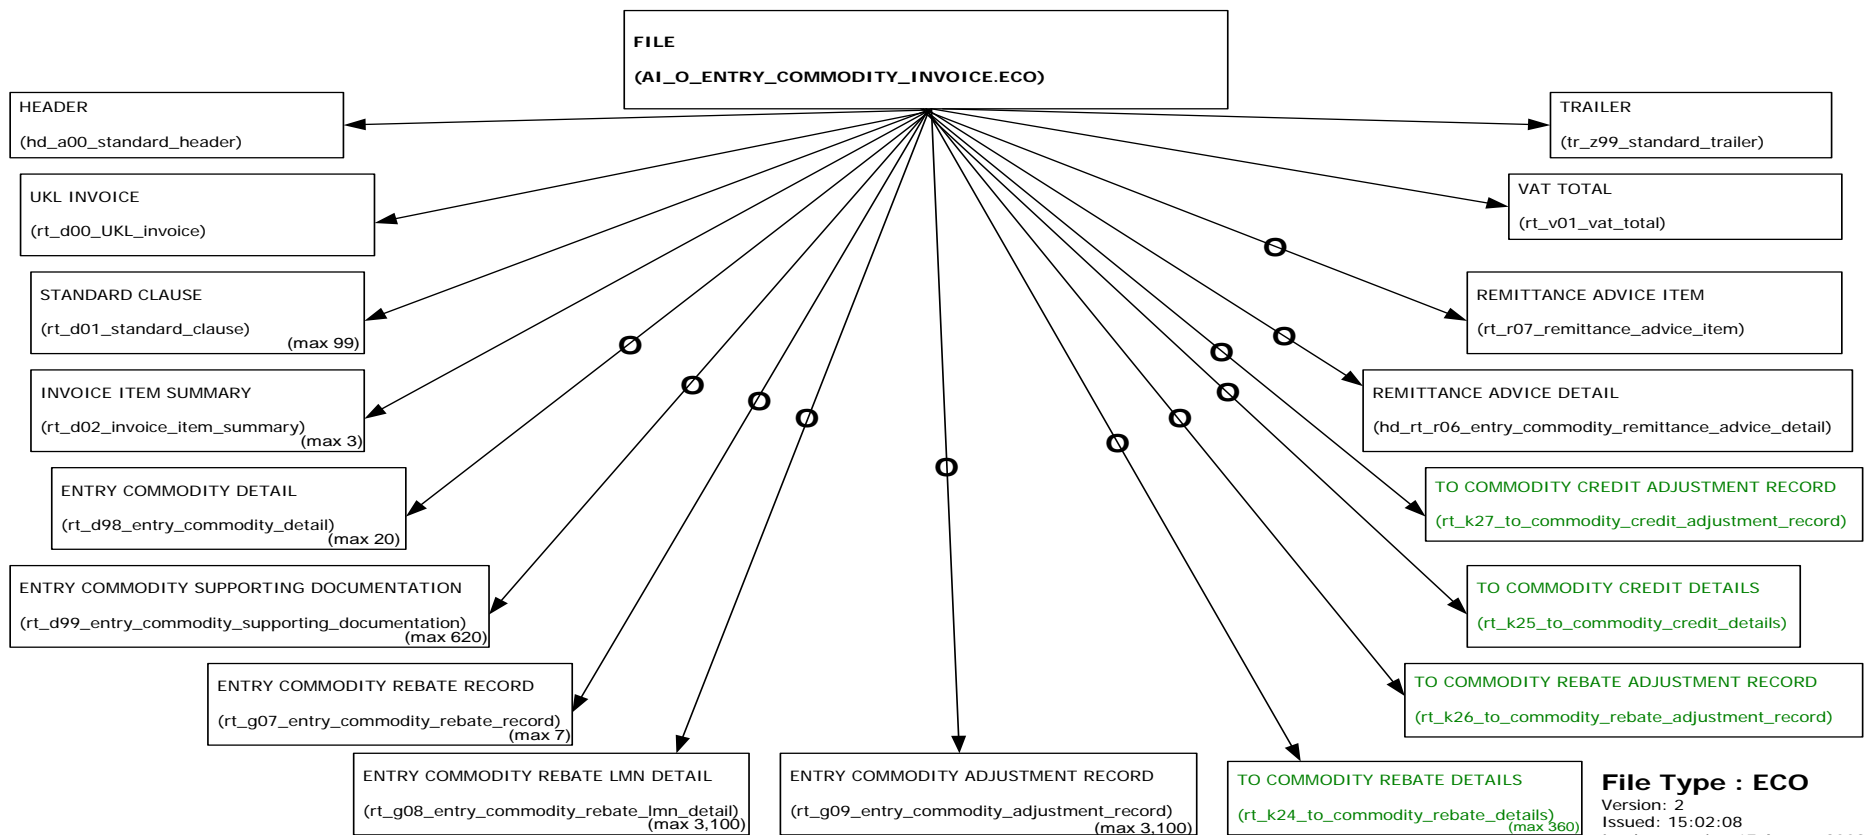 FILE
(AI_O_ENTRY_COMMODITY_INVOICE.ECO)
HEADER
(hd_a00_standard_header)
TRAILER
(tr_z99_standard_trailer)
UKL INVOICE
(rt_d00_UKL_invoice)
VAT TOTAL
(rt_v01_vat_total)
STANDARD CLAUSE
(rt_d01_standard_clause)
(max 99)
REMITTANCE ADVICE ITEM
(rt_r07_remittance_advice_item)
INVOICE ITEM SUMMARY
(rt_d02_invoice_item_summary)
(max 3)
REMITTANCE ADVICE DETAIL
(hd_rt_r06_entry_commodity_remittance_advice_detail)
ENTRY COMMODITY DETAIL
(rt_d98_entry_commodity_detail)
(max 20)
TO COMMODITY CREDIT ADJUSTMENT RECORD
(rt_k27_to_commodity_credit_adjustment_record)
ENTRY COMMODITY SUPPORTING DOCUMENTATION
(rt_d99_entry_commodity_supporting_documentation)
(max 620)
TO COMMODITY CREDIT DETAILS
(rt_k25_to_commodity_credit_details)
ENTRY COMMODITY REBATE RECORD
(rt_g07_entry_commodity_rebate_record)
(max 7)
TO COMMODITY REBATE ADJUSTMENT RECORD
(rt_k26_to_commodity_rebate_adjustment_record)
ENTRY COMMODITY REBATE LMN DETAIL
(rt_g08_entry_commodity_rebate_lmn_detail)
(max 3,100)
ENTRY COMMODITY ADJUSTMENT RECORD
(rt_g09_entry_commodity_adjustment_record)
(max 3,100)
TO COMMODITY REBATE DETAILS
(rt_k24_to_commodity_rebate_details)
(max 360)
O
O
O
O
O
O
O
O
O
O
O
File Type : ECO
Version: 2
Issued: 15:02:08